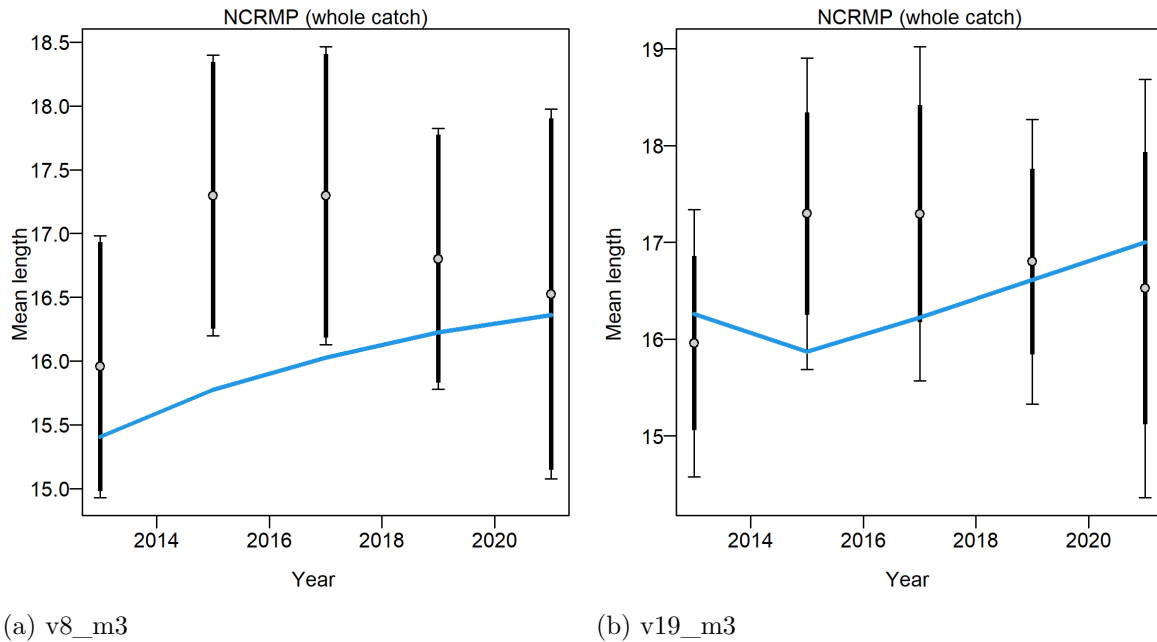 NCRMP (whole catch)
18.5
18.0
17.5
17.0
16.5
16.0
15.5
15.0
Mean length
2014 2016 2018 2020
Year
(a) v8_m3
NCRMP (whole catch)
19
18
17
16
15
Mean length
2014 2016 2018 2020
Year
(b) v19_m3